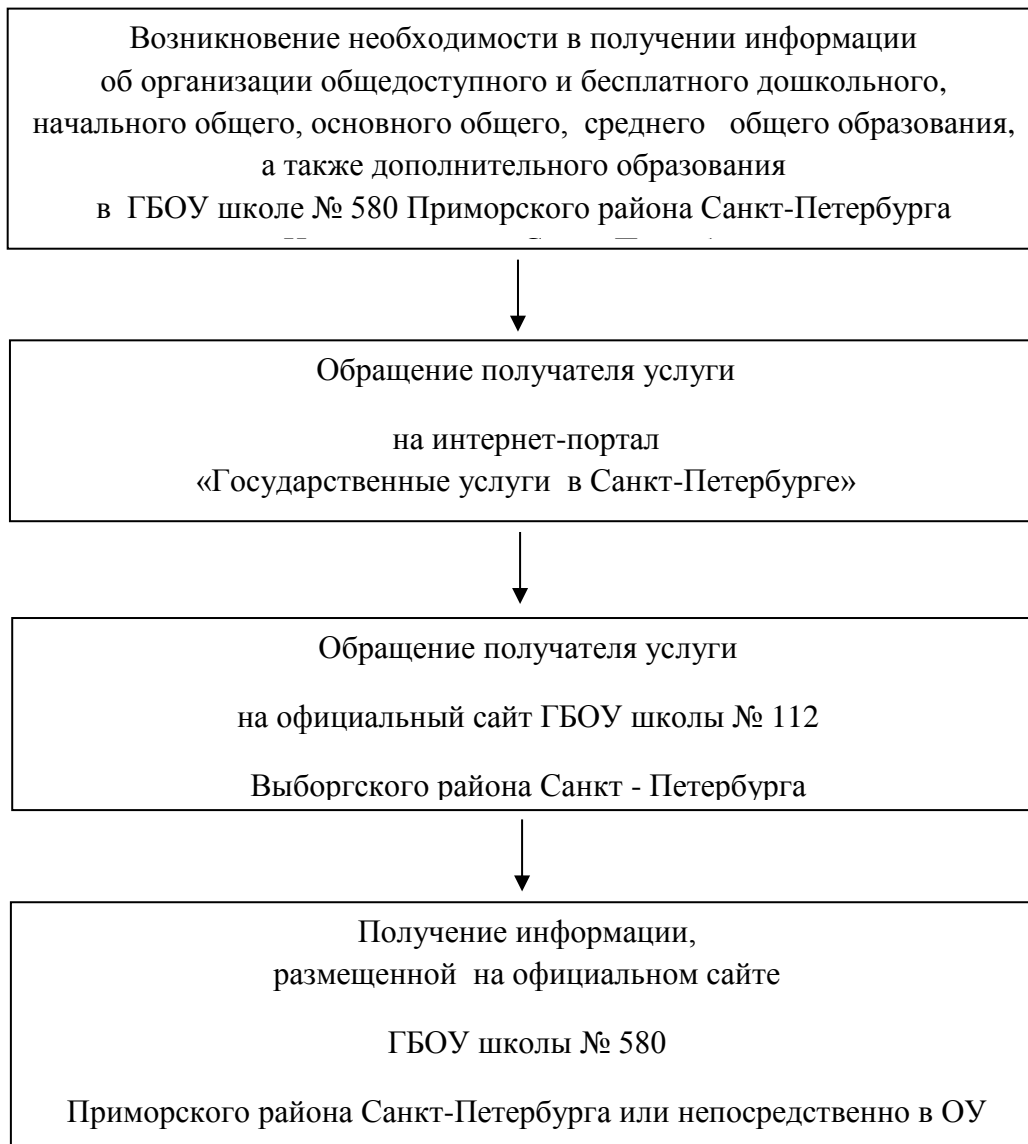 Возникновение необходимости в получении информации
об организации общедоступного и бесплатного дошкольного,
начального общего, основного общего, среднего общего образования,
а также дополнительного образования
в ГБОУ школе № 580 Приморского района Санкт-Петербурга
Обращение получателя услуги
на интернет-портал
«Государственные услуги в Санкт-Петербурге»
Обращение получателя услуги
на официальный сайт ГБОУ школы № 112
Выборгского района Санкт - Петербурга
Получение информации,
размещенной на официальном сайте
ГБОУ школы № 580
Приморского района Санкт-Петербурга или непосредственно в ОУ